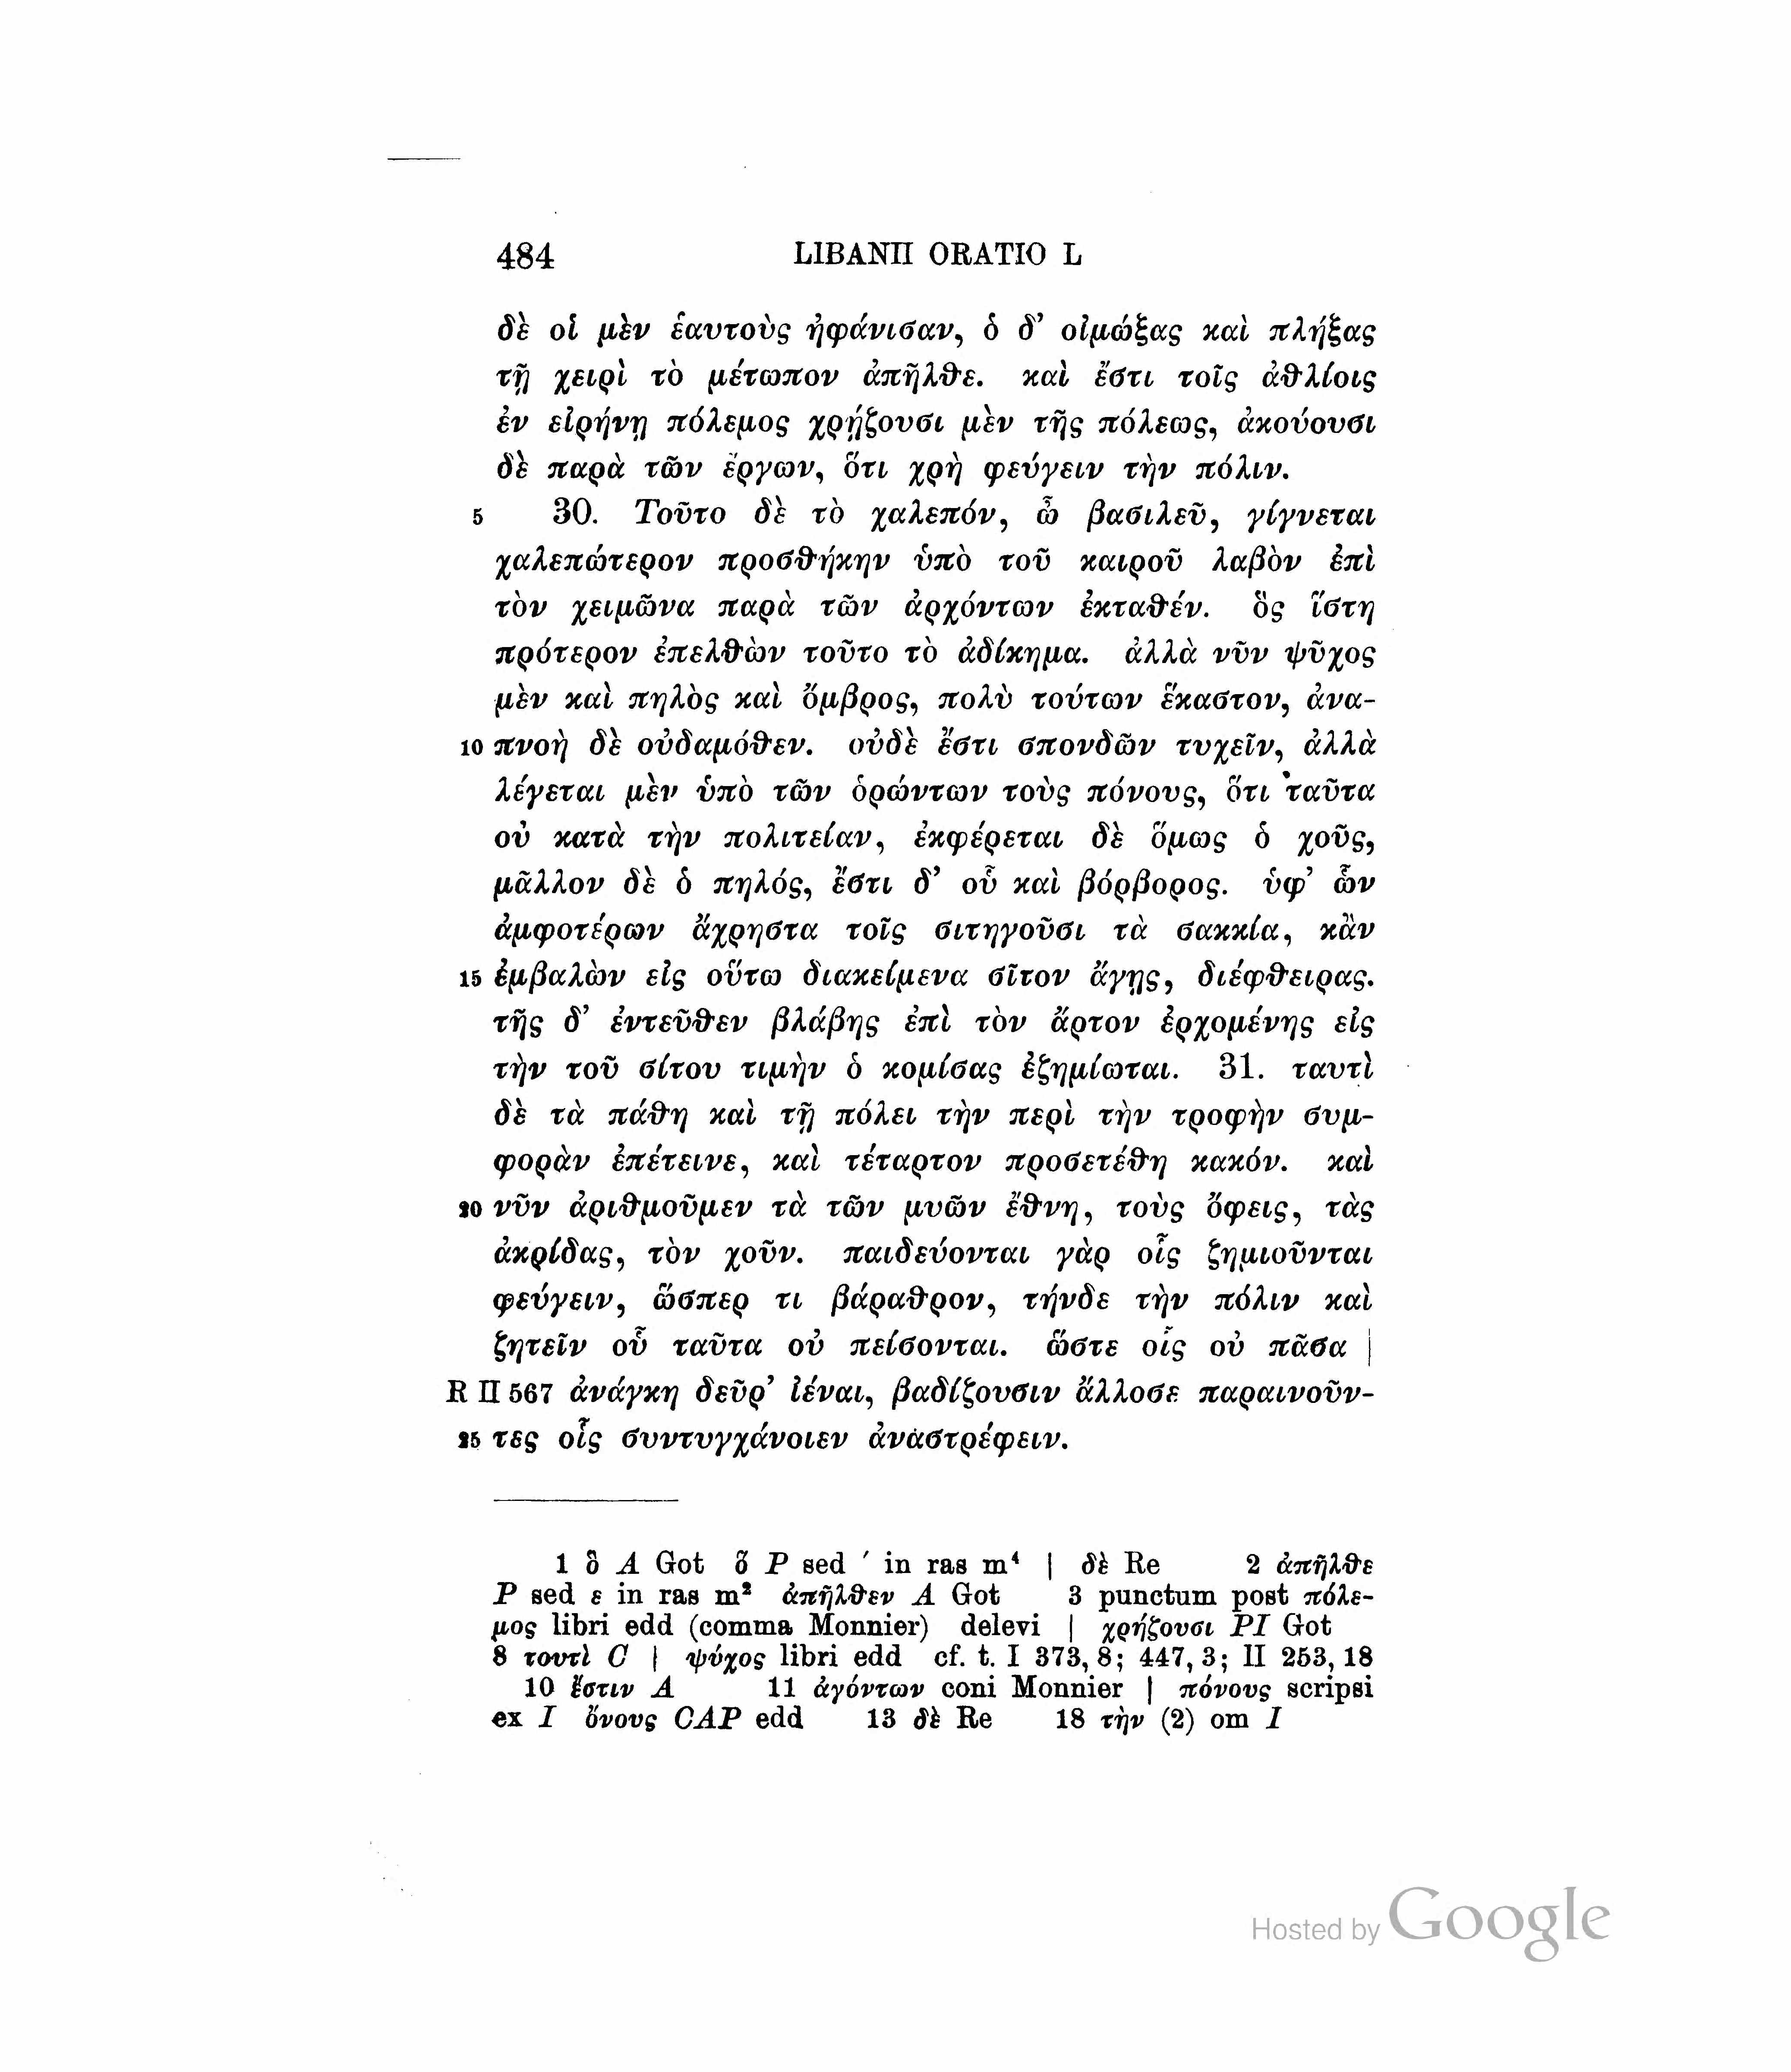 484 LIBANII ORATIO L
δὲ οἱ μὲν ἑαυτοὺς ἠφάνισαν, ὁ δ’ οἰμώξας καὶ πλήξας
τῇ χειρὶ τὸ μέτωπον ἀπῆλθε. καὶ ἔστι τοῖς ἀθλίοις
ἐν εἰρήνῃ πόλεμος χρῄζουσι μὲν τῆς πόλεως, ἀκούουσι
δὲ παρὰ τῶν ἔργων, ὅτι χρὴ φεύγειν τὴν πόλιν.
5 30. Τοῦτο δὲ τὸ χαλεπόν, ὦ βασιλεῦ, γίγνεται
χαλεπώτερον προσθήκην ὑπὸ τοῦ καιροῦ λαβὸν ἐπὶ
τὸν χειμῶνα παρὰ τῶν ἀρχόντων ἐκταθέν. ὃς ἵστη
πρότερον ἐπελθὼν τοῦτο τὸ ἀδίκημα. ἀλλὰ νῦν ψῦχος
μὲν καὶ πηλὸς καὶ ὄμβρος, πολὺ τούτων ἕκαστον, ἀνα-
10 πνοὴ δὲ οὐδαμόθεν. οὐδὲ ἔστι σπονδῶν τυχεῖν, ἀλλὰ
λέγεται μὲν ὑπὸ τῶν ὁρώντων τοὺς πόνους, ὅτι ταῦτα
οὐ κατὰ τὴν πολιτείαν, ἐκφέρεται δὲ ὅμως ὁ χοῦς,
μᾶλλον δὲ ὁ πηλός, ἔστι δ’ οὗ καὶ βόρβορος. ὑφ’ ὧν
ἀμφοτέρων ἄχρηστα τοῖς σιτηγοῦσι τὰ σακκία, κἂν
15 ἐμβαλὼν εἰς οὕτω διακείμενα σῖτον ἄγῃς, διέφθειρας.
τῆς δ’ ἐντεῦθεν βλάβης ἐπὶ τὸν ἄρτον ἐρχομένης εἰς
τὴν τοῦ σίτου τιμὴν ὁ κομίσας ἐζημίωται. 31. ταυτὶ
δὲ τὰ πάθη καὶ τῇ πόλει τὴν περὶ τὴν τροφὴν συμ-
φορὰν ἐπέτεινε, καὶ τέταρτον προσετέθη κακόν. καὶ
20 νῦν ἀριθμοῦμεν τὰ τῶν μυῶν ἔθνη, τοὺς ὄφεις, τὰς
ἀκρίδας, τὸν χοῦν. παιδεύονται γὰρ οἷς ζημιοῦνται
φεύγειν, ὥσπερ τι βάραθρον, τήνδε τὴν πόλιν καὶ
ζητεῖν οὗ ταῦτα οὐ πείσονται. ὥστε οἷς οὐ πᾶσα |
R II 567 ἀνάγκη δεῦρ’ ἰέναι, βαδίζουσιν ἄλλοσε παραινοῦν-
25 τες οἷς συντυγχάνοιεν ἀναστρέφειν.
1 ὃ A Got ὅ P sed ′ in ras m⁴ | δὲ Re 2 ἀπῆλθε
P sed ε in ras m² ἀπῆλθεν A Got 3 punctum post πόλε-
μος libri edd (comma Monnier) delevi | χρήζουσι PI Got
8 τουτὶ C | ψύχος libri edd cf. t. I 373, 8; 447, 3; II 253, 18
10 ἔστιν A 11 ἀγόντων coni Monnier | πόνους scripsi
ex I ὄνους CAP edd 13 δὲ Re 18 τὴν (2) om I
Hosted by Google